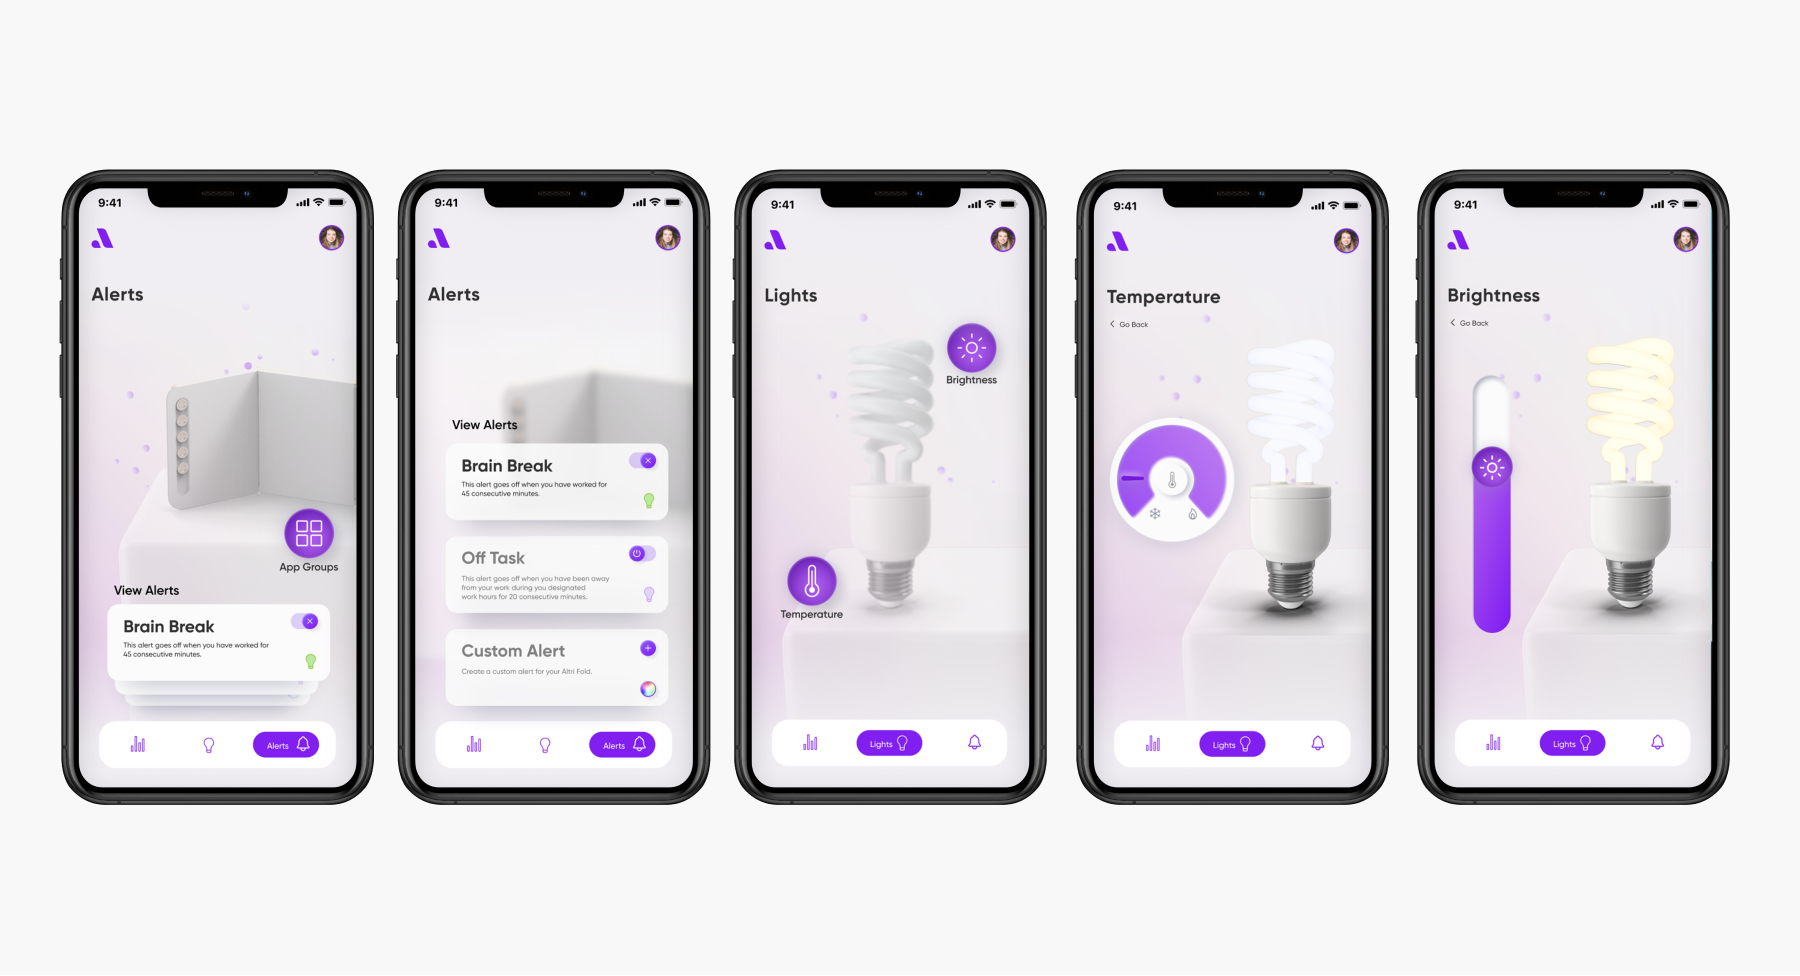 9:41
Alerts
App Groups
View Alerts
Brain Break
This alert goes off when you have worked for
45 consecutive minutes.
Alerts
9:41
Alerts
View Alerts
Brain Break
This alert goes off when you have worked for
45 consecutive minutes.
Off Task
This alert goes off when you have been away
from your work during you designated
work hours for 20 consecutive minutes.
Custom Alert
Create a custom alert for your Altri Fold.
Alerts
9:41
Lights
Brightness
Temperature
Lights
9:41
Temperature
Go Back
Lights
9:41
Brightness
Go Back
Lights